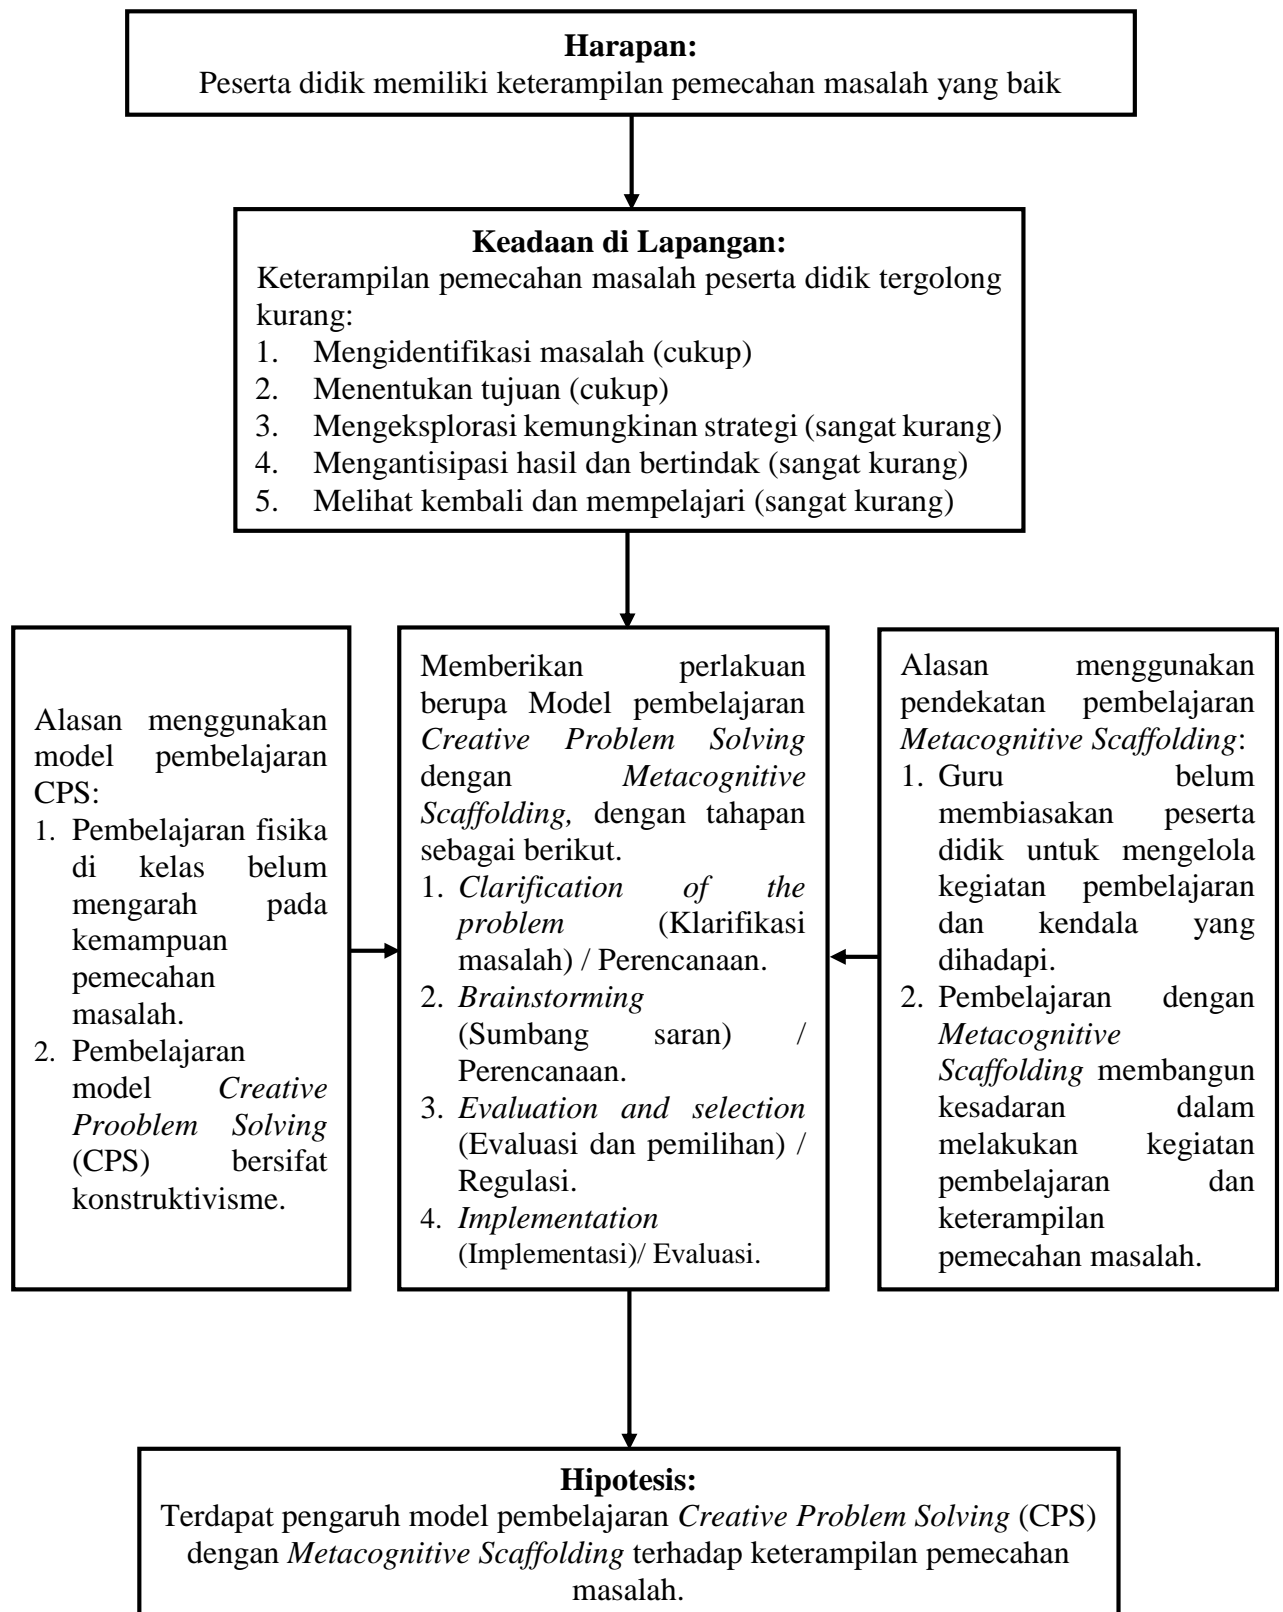 Harapan:
Peserta didik memiliki keterampilan pemecahan masalah yang baik
Keadaan di Lapangan:
Keterampilan pemecahan masalah peserta didik tergolong
kurang:
1. Mengidentifikasi masalah (cukup)
2. Menentukan tujuan (cukup)
3. Mengeksplorasi kemungkinan strategi (sangat kurang)
4. Mengantisipasi hasil dan bertindak (sangat kurang)
5. Melihat kembali dan mempelajari (sangat kurang)
Alasan menggunakan
model pembelajaran
CPS:
1. Pembelajaran fisika
di kelas belum
mengarah pada
kemampuan
pemecahan
masalah.
2. Pembelajaran
model Creative
Prooblem Solving
(CPS) bersifat
konstruktivisme.
Memberikan perlakuan
berupa Model pembelajaran
Creative Problem Solving
dengan Metacognitive
Scaffolding, dengan tahapan
sebagai berikut.
1. Clarification of the
problem (Klarifikasi
masalah) / Perencanaan.
2. Brainstorming
(Sumbang saran) /
Perencanaan.
3. Evaluation and selection
(Evaluasi dan pemilihan) /
Regulasi.
4. Implementation
(Implementasi)/ Evaluasi.
Alasan menggunakan
pendekatan pembelajaran
Metacognitive Scaffolding:
1. Guru belum
membiasakan peserta
didik untuk mengelola
kegiatan pembelajaran
dan kendala yang
dihadapi.
2. Pembelajaran dengan
Metacognitive
Scaffolding membangun
kesadaran dalam
melakukan kegiatan
pembelajaran dan
keterampilan
pemecahan masalah.
Hipotesis:
Terdapat pengaruh model pembelajaran Creative Problem Solving (CPS)
dengan Metacognitive Scaffolding terhadap keterampilan pemecahan
masalah.